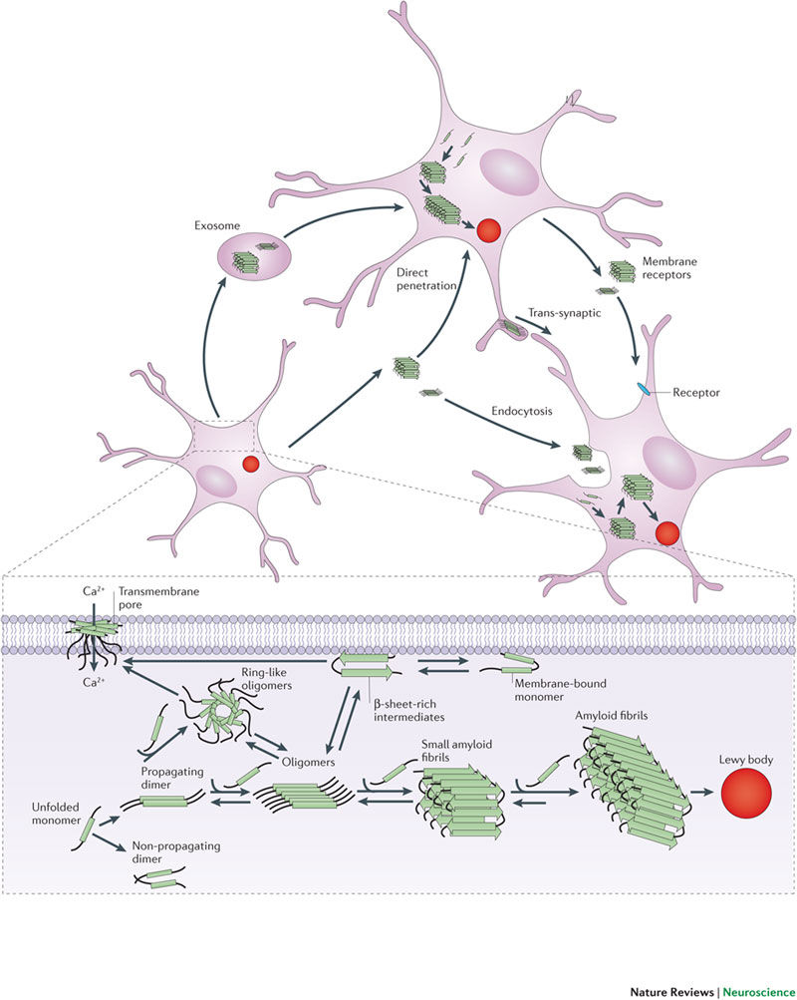 Exosome
Direct
penetration
Membrane
receptors
Trans-synaptic
Receptor
Endocytosis
Ca²⁺
Transmembrane
pore
Ca²⁺
Ring-like
oligomers
β-sheet-rich
intermediates
Membrane-bound
monomer
Amyloid fibrils
Small amyloid
fibrils
Oligomers
Lewy body
Propagating
dimer
Unfolded
monomer
Non-propagating
dimer
Nature Reviews | Neuroscience